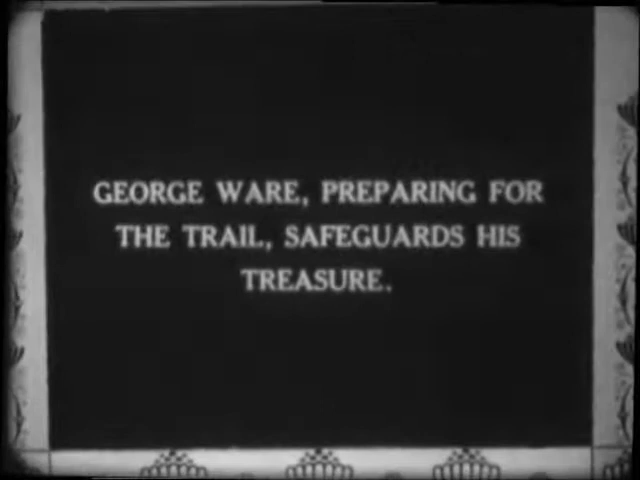 GEORGE WARE, PREPARING FOR
THE TRAIL, SAFEGUARDS HIS
TREASURE.